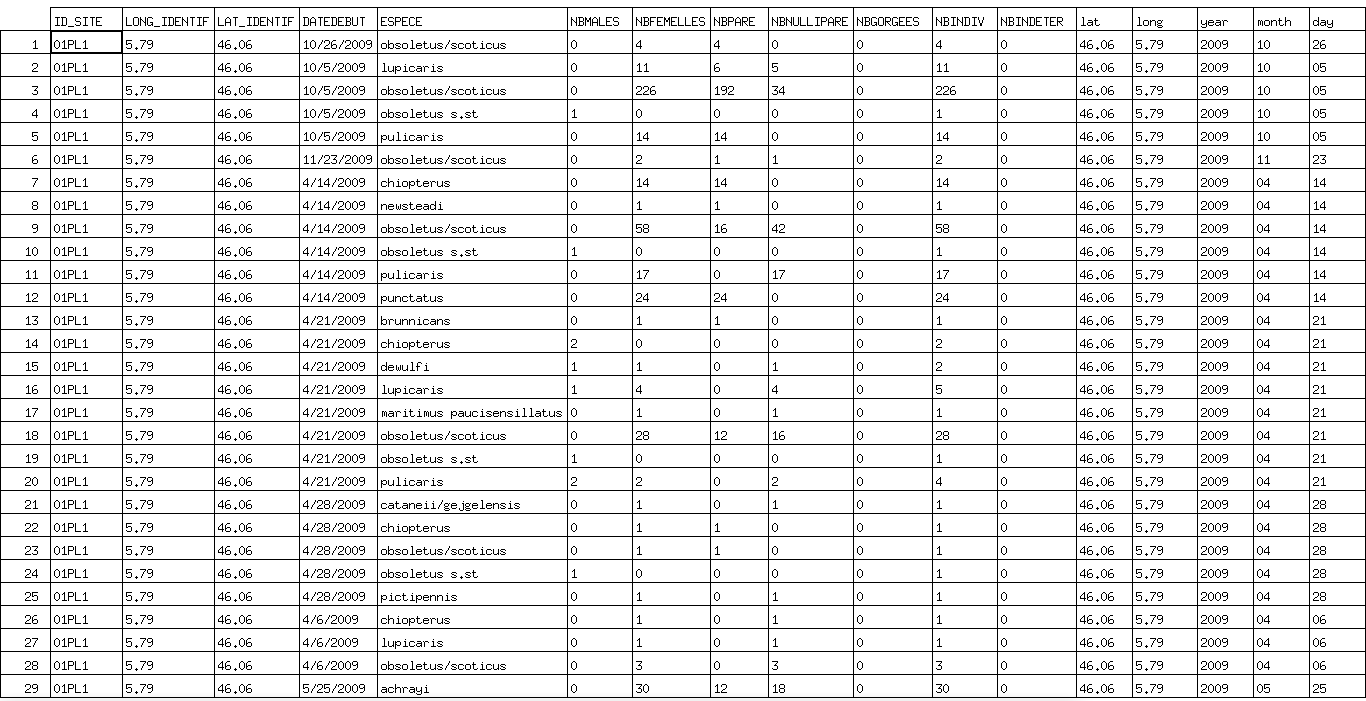 ID_SITE LONG_IDENTIF LAT_IDENTIF DATEDEBUT ESPECE NBMALES NBFEMELLES NBPARE NBNULLIPARE NBGORGEES NBINDIV NBINDETER lat long year month day
1 01PL1 5.79 46.06 10/26/2009 obsoletus/scoticus 0 4 4 0 0 4 0 46.06 5.79 2009 10 26
2 01PL1 5.79 46.06 10/5/2009 lupicaris 0 11 6 5 0 11 0 46.06 5.79 2009 10 05
3 01PL1 5.79 46.06 10/5/2009 obsoletus/scoticus 0 226 192 34 0 226 0 46.06 5.79 2009 10 05
4 01PL1 5.79 46.06 10/5/2009 obsoletus s.st 1 0 0 0 0 1 0 46.06 5.79 2009 10 05
5 01PL1 5.79 46.06 10/5/2009 pulicaris 0 14 14 0 0 14 0 46.06 5.79 2009 10 05
6 01PL1 5.79 46.06 11/23/2009 obsoletus/scoticus 0 2 1 1 0 2 0 46.06 5.79 2009 11 23
7 01PL1 5.79 46.06 4/14/2009 chiopterus 0 14 14 0 0 14 0 46.06 5.79 2009 04 14
8 01PL1 5.79 46.06 4/14/2009 newsteadi 0 1 1 0 0 1 0 46.06 5.79 2009 04 14
9 01PL1 5.79 46.06 4/14/2009 obsoletus/scoticus 0 58 16 42 0 58 0 46.06 5.79 2009 04 14
10 01PL1 5.79 46.06 4/14/2009 obsoletus s.st 1 0 0 0 0 1 0 46.06 5.79 2009 04 14
11 01PL1 5.79 46.06 4/14/2009 pulicaris 0 17 0 17 0 17 0 46.06 5.79 2009 04 14
12 01PL1 5.79 46.06 4/14/2009 punctatus 0 24 24 0 0 24 0 46.06 5.79 2009 04 14
13 01PL1 5.79 46.06 4/21/2009 brunnicans 0 1 1 0 0 1 0 46.06 5.79 2009 04 21
14 01PL1 5.79 46.06 4/21/2009 chiopterus 2 0 0 0 0 2 0 46.06 5.79 2009 04 21
15 01PL1 5.79 46.06 4/21/2009 dewulfi 1 1 0 1 0 2 0 46.06 5.79 2009 04 21
16 01PL1 5.79 46.06 4/21/2009 lupicaris 1 4 0 4 0 5 0 46.06 5.79 2009 04 21
17 01PL1 5.79 46.06 4/21/2009 maritimus paucisensillatus 0 1 0 1 0 1 0 46.06 5.79 2009 04 21
18 01PL1 5.79 46.06 4/21/2009 obsoletus/scoticus 0 28 12 16 0 28 0 46.06 5.79 2009 04 21
19 01PL1 5.79 46.06 4/21/2009 obsoletus s.st 1 0 0 0 0 1 0 46.06 5.79 2009 04 21
20 01PL1 5.79 46.06 4/21/2009 pulicaris 2 2 0 2 0 4 0 46.06 5.79 2009 04 21
21 01PL1 5.79 46.06 4/28/2009 cataneii/gejgelensis 0 1 0 1 0 1 0 46.06 5.79 2009 04 28
22 01PL1 5.79 46.06 4/28/2009 chiopterus 0 1 1 0 0 1 0 46.06 5.79 2009 04 28
23 01PL1 5.79 46.06 4/28/2009 obsoletus/scoticus 0 1 1 0 0 1 0 46.06 5.79 2009 04 28
24 01PL1 5.79 46.06 4/28/2009 obsoletus s.st 1 0 0 0 0 1 0 46.06 5.79 2009 04 28
25 01PL1 5.79 46.06 4/28/2009 pictipennis 0 1 0 1 0 1 0 46.06 5.79 2009 04 28
26 01PL1 5.79 46.06 4/6/2009 chiopterus 0 1 0 1 0 1 0 46.06 5.79 2009 04 06
27 01PL1 5.79 46.06 4/6/2009 lupicaris 0 1 0 1 0 1 0 46.06 5.79 2009 04 06
28 01PL1 5.79 46.06 4/6/2009 obsoletus/scoticus 0 3 0 3 0 3 0 46.06 5.79 2009 04 06
29 01PL1 5.79 46.06 5/25/2009 achrayi 0 30 12 18 0 30 0 46.06 5.79 2009 05 25